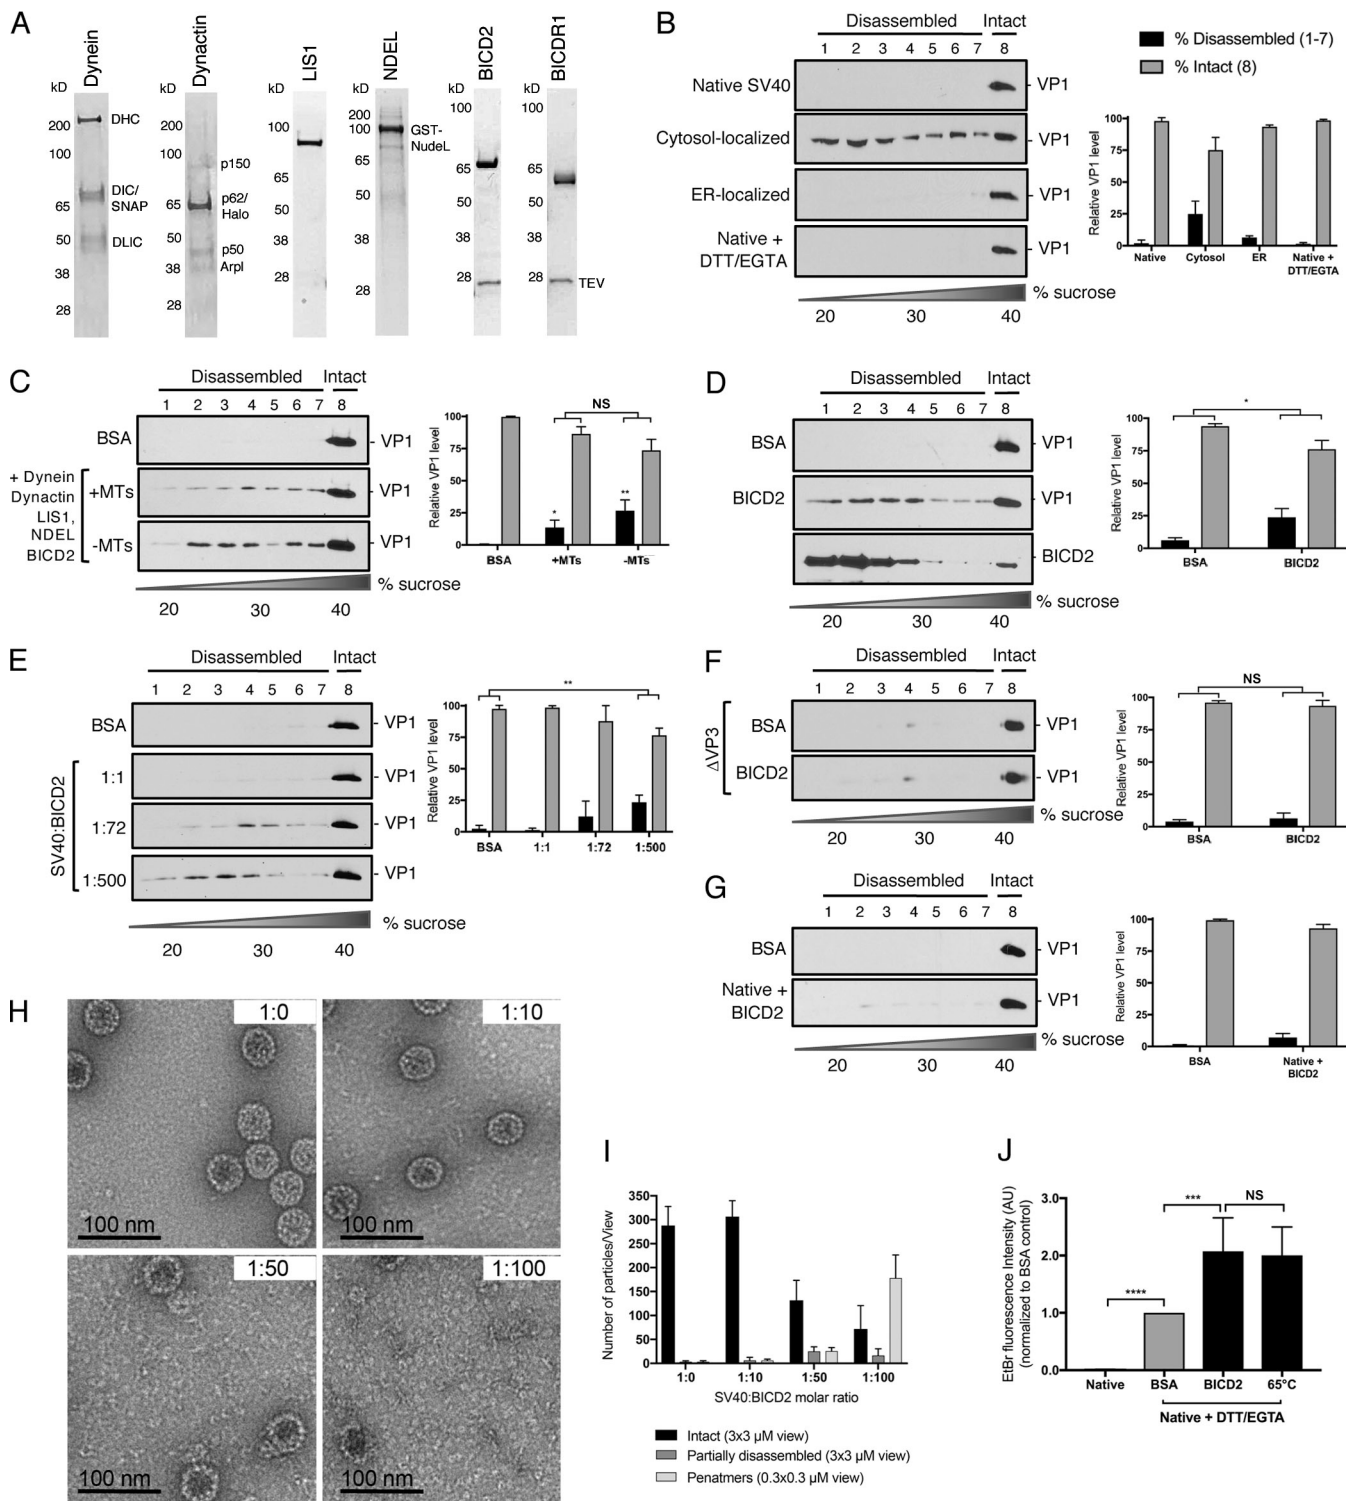 A
Dynein
Dynactin
LIS1
NDEL
BICD2
BICDR1
kD
200
100
65
50
38
28
DHC
DIC/
SNAP
DLIC
kD
200
100
65
50
38
28
p150
p62/
Halo
p50
ArpI
kD
100
65
50
38
28
kD
200
100
65
50
38
28
GST-
NudeL
kD
100
65
50
38
28
kD
100
65
50
38
28
TEV
B
Disassembled Intact
1 2 3 4 5 6 7 8
Native SV40 VP1
Cytosol-localized VP1
ER-localized VP1
Native +
DTT/EGTA VP1
% sucrose
20 30 40
% Disassembled (1-7)
% Intact (8)
Relative VP1 level
100
75
50
25
0
Native Cytosol ER Native +
DTT/EGTA
C
Disassembled Intact
1 2 3 4 5 6 7 8
BSA VP1
+ Dynein
Dynactin
LIS1,
NDEL
BICD2
+MTs VP1
-MTs VP1
% sucrose
20 30 40
Relative VP1 level
100
75
50
25
0
NS
*
**
BSA +MTs -MTs
D
Disassembled Intact
1 2 3 4 5 6 7 8
BSA VP1
BICD2 VP1
BICD2
% sucrose
20 30 40
Relative VP1 level
100
75
50
25
0
*
BSA BICD2
E
Disassembled Intact
1 2 3 4 5 6 7 8
BSA VP1
SV40:BICD2
1:1 VP1
1:72 VP1
1:500 VP1
% sucrose
20 30 40
Relative VP1 level
100
75
50
25
0
**
BSA 1:1 1:72 1:500
F
Disassembled Intact
1 2 3 4 5 6 7 8
ΔVP3
BSA VP1
BICD2 VP1
% sucrose
20 30 40
Relative VP1 level
100
75
50
25
0
NS
BSA BICD2
G
Disassembled Intact
1 2 3 4 5 6 7 8
BSA VP1
Native +
BICD2 VP1
% sucrose
20 30 40
Relative VP1 level
100
75
50
25
0
BSA Native +
BICD2
H
1:0
100 nm
1:10
100 nm
1:50
100 nm
1:100
100 nm
I
Number of particles/View
350
300
250
200
150
100
50
0
1:0 1:10 1:50 1:100
SV40:BICD2 molar ratio
Intact (3x3 µM view)
Partially disassembled (3x3 µM view)
Penatmers (0.3x0.3 µM view)
J
EtBr fluorescence Intensity (AU)
(normalized to BSA control)
3.0
2.0
1.0
0.0
****
***
NS
Native BSA BICD2 65°C
Native + DTT/EGTA